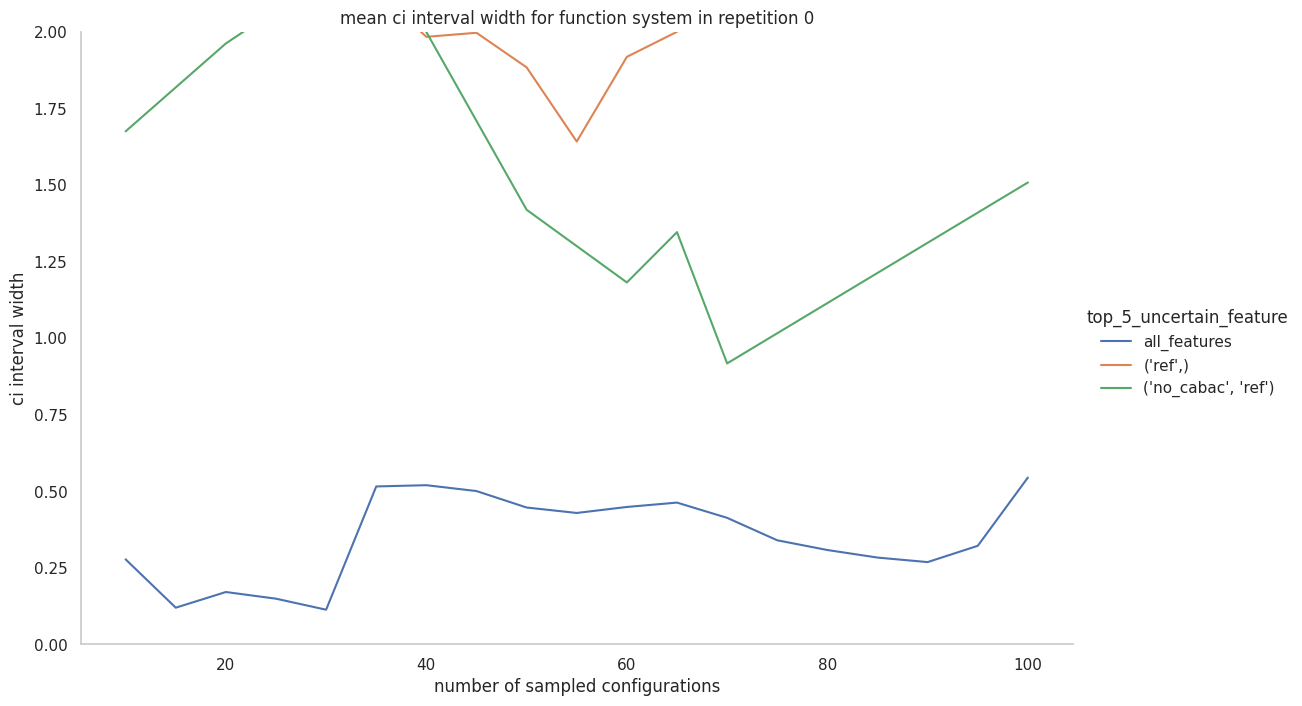 mean ci interval width for function system in repetition 0
2.00
1.75
1.50
1.25
1.00
0.75
0.50
0.25
0.00
ci interval width
20
40
60
80
100
number of sampled configurations
top_5_uncertain_feature
all_features
('ref',)
('no_cabac', 'ref')